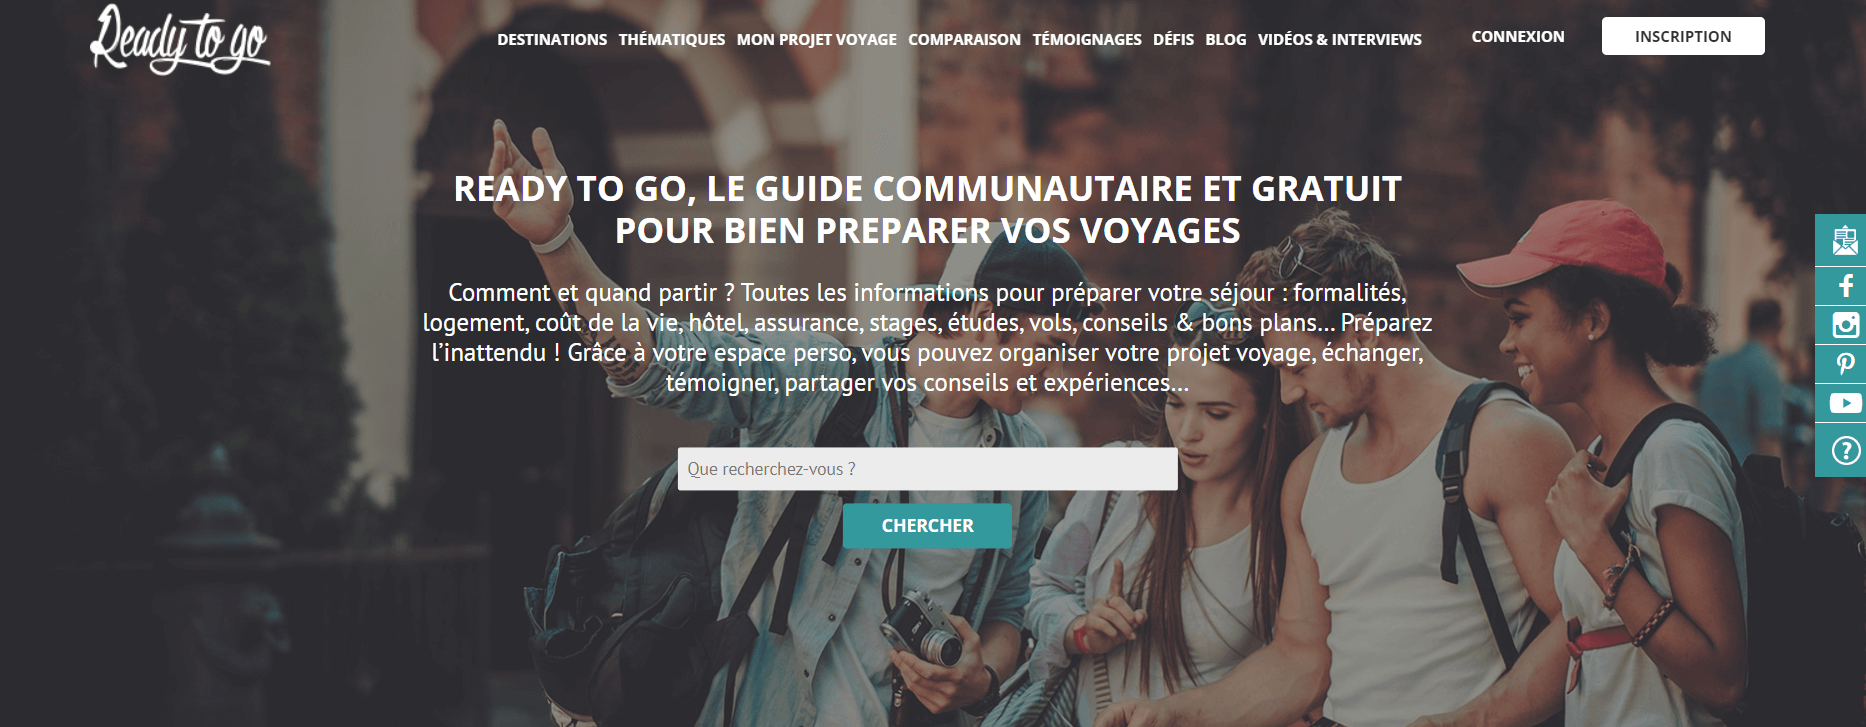 Ready to go
DESTINATIONS THÉMATIQUES MON PROJET VOYAGE COMPARAISON TÉMOIGNAGES DÉFIS BLOG VIDÉOS & INTERVIEWS CONNEXION INSCRIPTION
READY TO GO, LE GUIDE COMMUNAUTAIRE ET GRATUIT
POUR BIEN PREPARER VOS VOYAGES
Comment et quand partir ? Toutes les informations pour préparer votre séjour : formalités,
logement, coût de la vie, hôtel, assurance, stages, études, vols, conseils & bons plans... Préparez
l'inattendu ! Grâce à votre espace perso, vous pouvez organiser votre projet voyage, échanger,
témoigner, partager vos conseils et expériences...
Que recherchez-vous ?
CHERCHER